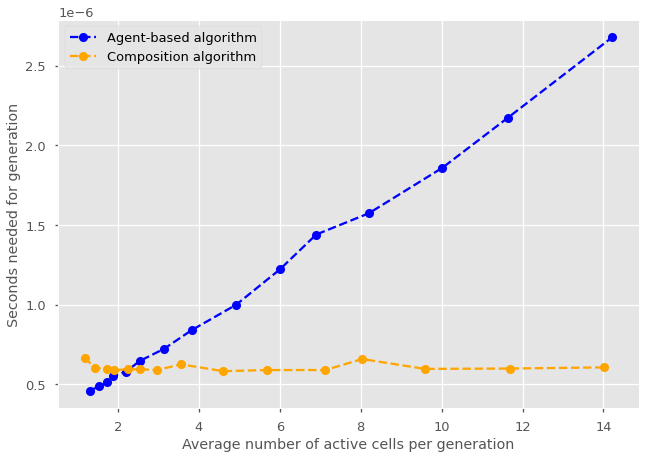 1e−6
Agent-based algorithm
Composition algorithm
Seconds needed for generation
2.5
2.0
1.5
1.0
0.5
2 4 6 8 10 12 14
Average number of active cells per generation